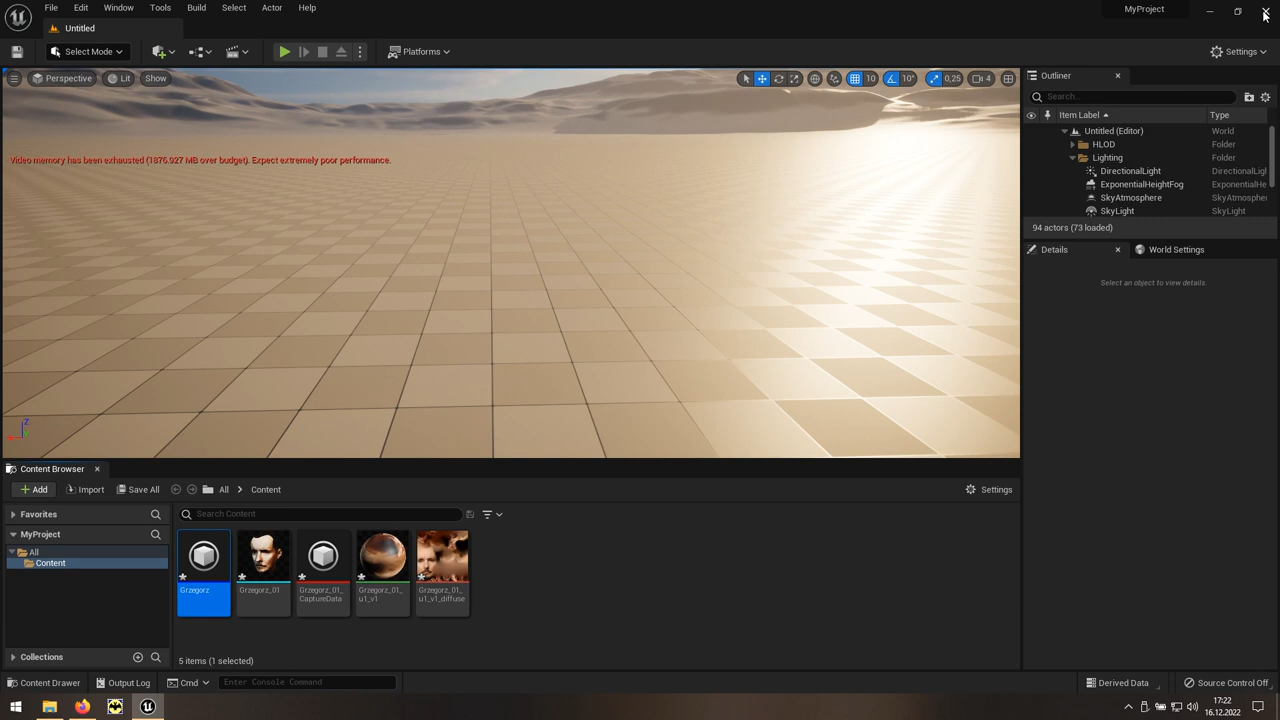 File Edit Window Tools Build Select Actor Help
MyProject
Untitled
Select Mode
Platforms
Settings
Perspective
Lit
Show
10
10°
0,25
4
Video memory has been exhausted (1876.927 MB over budget). Expect extremely poor performance.
Z
Outliner
Search...
Item Label
Type
Untitled (Editor)
World
HLOD
Folder
Lighting
Folder
DirectionalLight
DirectionalLigl
ExponentialHeightFog
ExponentialHe
SkyAtmosphere
SkyAtmosphe
SkyLight
SkyLight
94 actors (73 loaded)
Details
World Settings
Select an object to view details.
Content Browser
Add
Import
Save All
All
Content
Settings
Favorites
MyProject
All
Content
Collections
Search Content
Grzegorz
Grzegorz_01
Grzegorz_01_
CaptureData
Grzegorz_01_
u1_v1
Grzegorz_01_
u1_v1_diffuse
5 items (1 selected)
Content Drawer
Output Log
Cmd
Enter Console Command
Derived Data
Source Control Off
17:22
16.12.2022